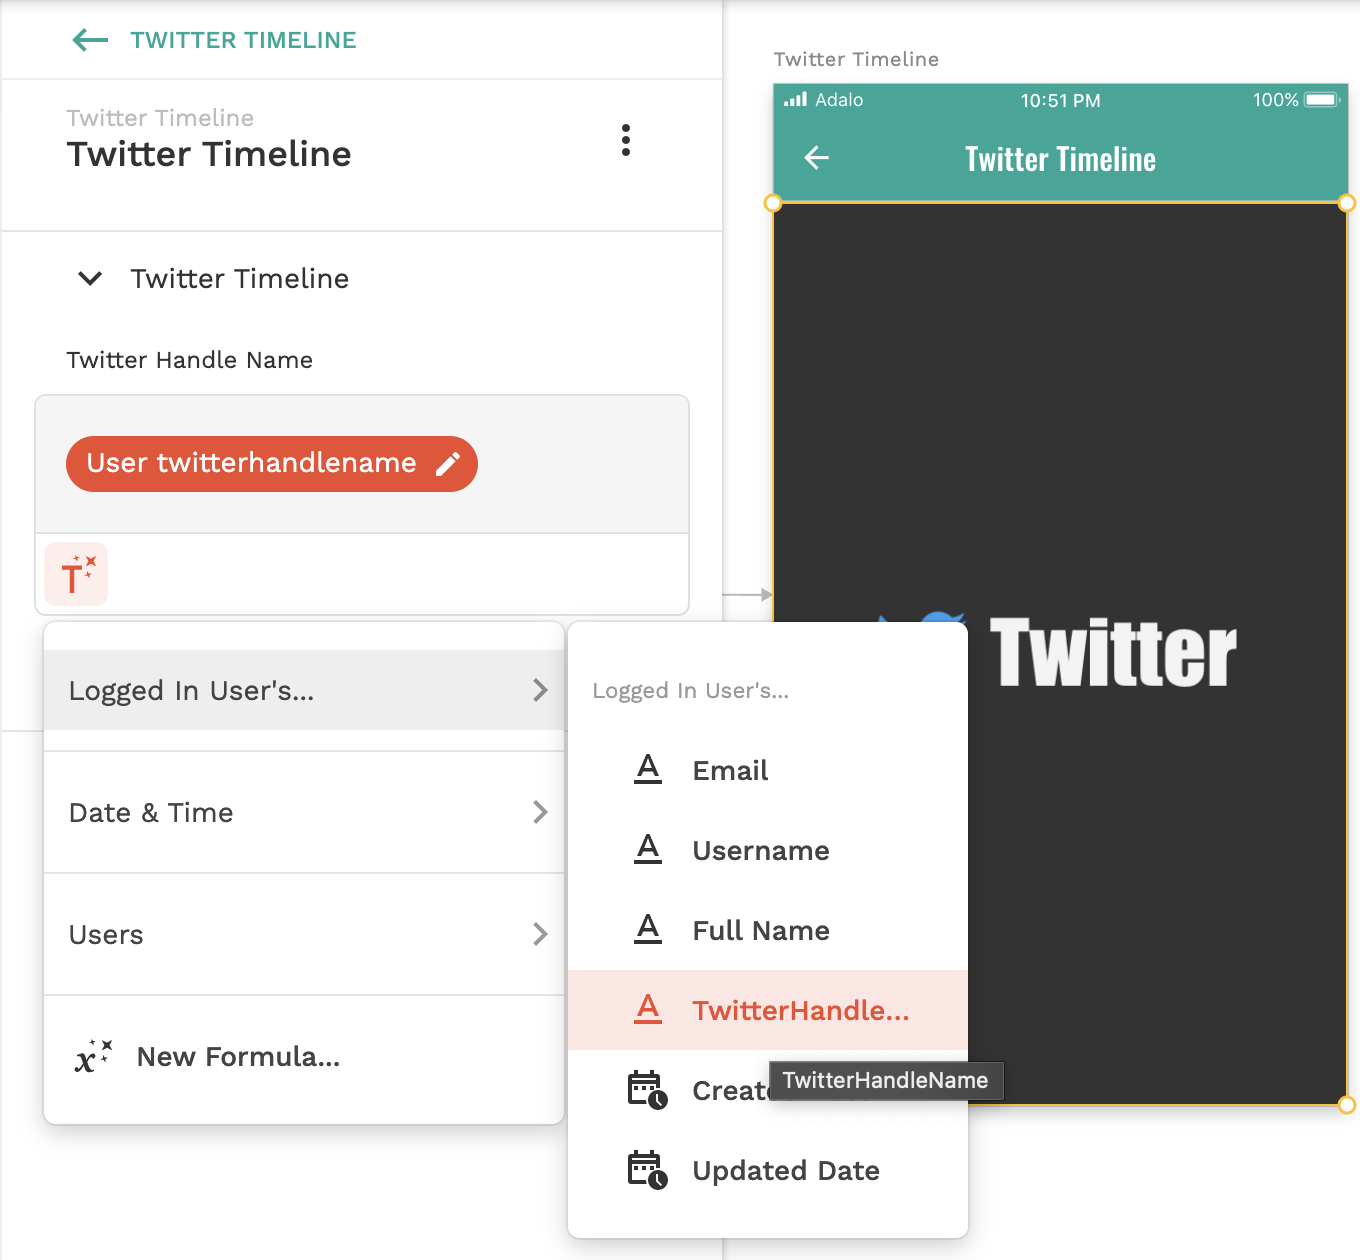 TWITTER TIMELINE
Twitter Timeline
Twitter Timeline
Twitter Timeline
Twitter Handle Name
User twitterhandlename
T
Logged In User's...
Date & Time
Users
x New Formula...
Logged In User's...
A Email
A Username
A Full Name
A TwitterHandle...
TwitterHandleName
Updated Date
Twitter Timeline
Adalo 10:51 PM 100%
Twitter Timeline
Twitter